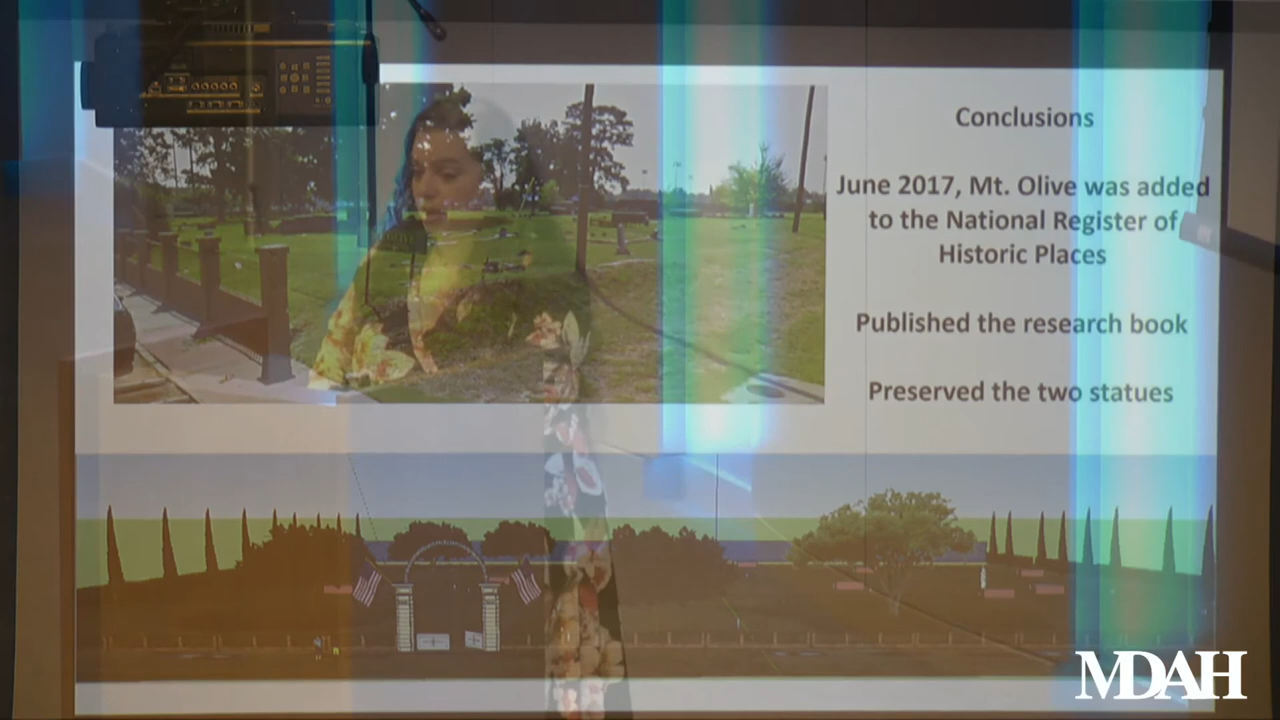 Conclusions
June 2017, Mt. Olive was added
to the National Register of
Historic Places
Published the research book
Preserved the two statues
MDAH